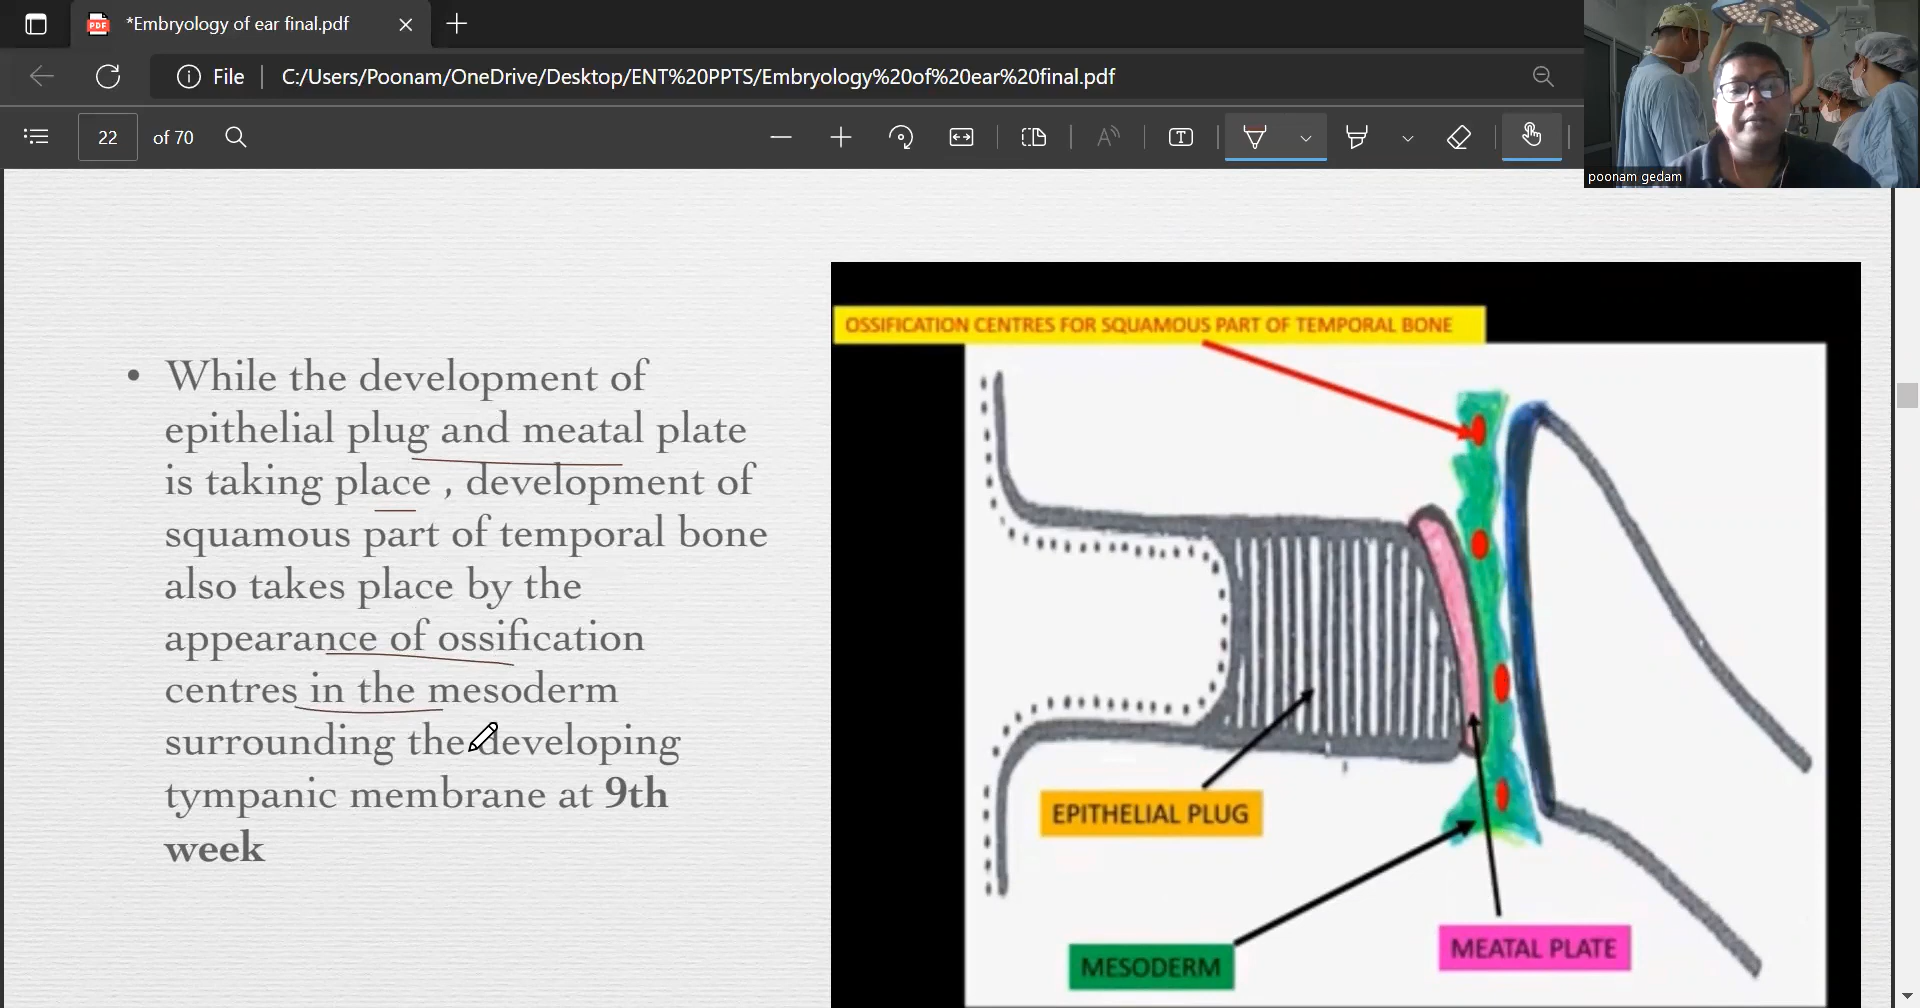 *Embryology of ear final.pdf
PDF
File
C:/Users/Poonam/OneDrive/Desktop/ENT%20PPTS/Embryology%20of%20ear%20final.pdf
22 of 70
poonam gedam
• While the development of
epithelial plug and meatal plate
is taking place , development of
squamous part of temporal bone
also takes place by the
appearance of ossification
centres in the mesoderm
surrounding the developing
tympanic membrane at 9th
week
OSSIFICATION CENTRES FOR SQUAMOUS PART OF TEMPORAL BONE
EPITHELIAL PLUG
MEATAL PLATE
MESODERM